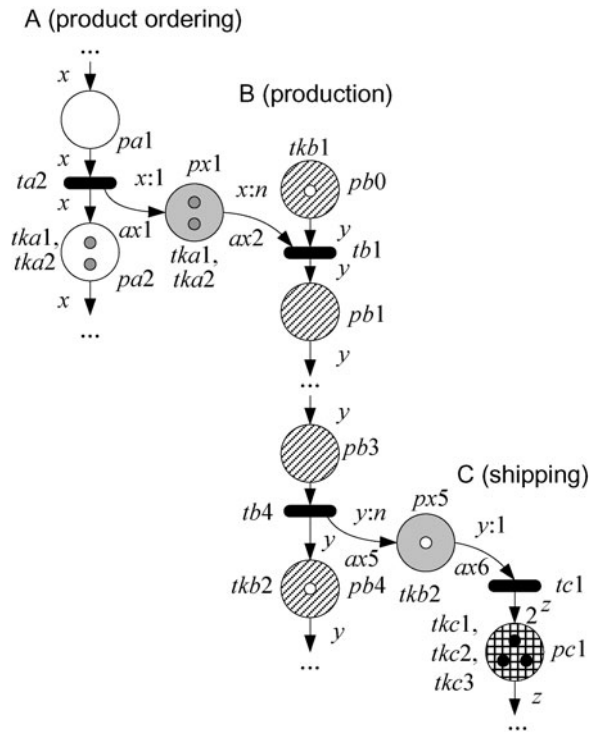 A (product ordering)
...
x
pa1
x
ta2
x
x:1
ax1
px1
tka1,
tka2
tka1,
tka2
pa2
x
...
B (production)
tkb1
pb0
x:n
ax2
y
tb1
y
pb1
y
...
y
pb3
tb4
y
y:n
ax5
tkb2
pb4
y
...
C (shipping)
px5
y:1
tkb2
ax6
tc1
2
z
tkc1,
tkc2,
tkc3
pc1
z
...